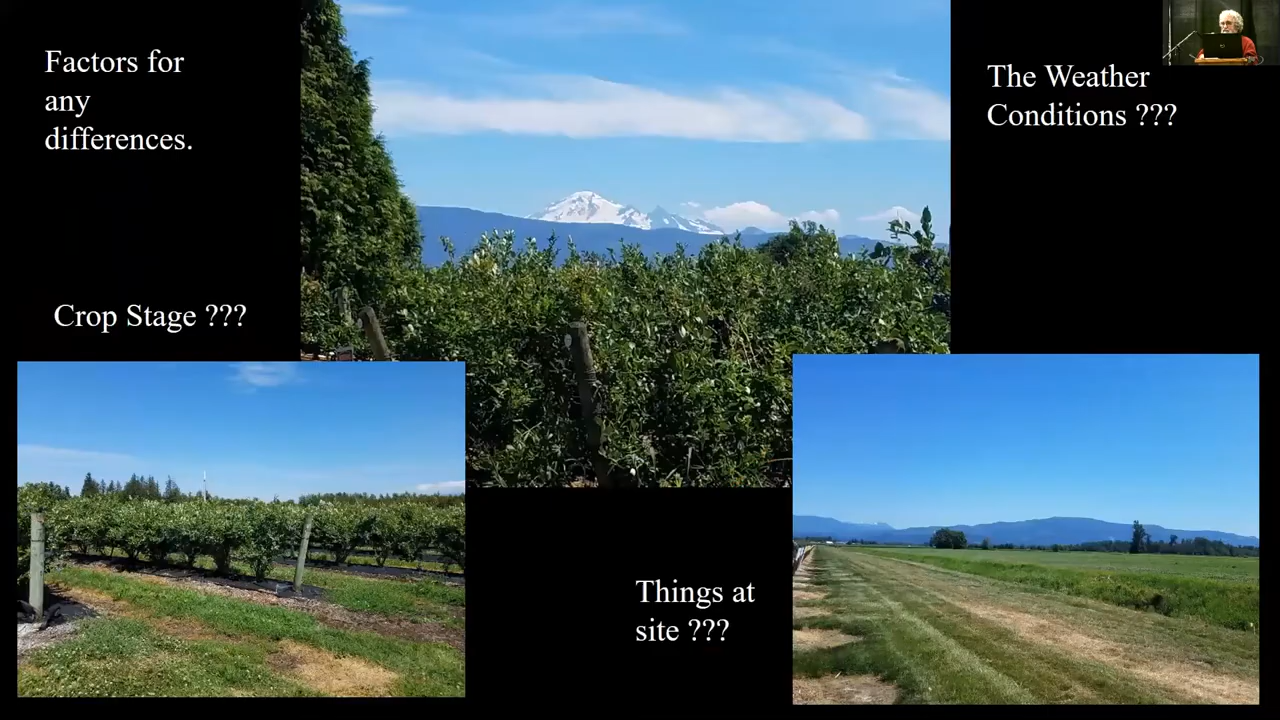 Factors for
any
differences.
The Weather
Conditions ???
Crop Stage ???
Things at
site ???